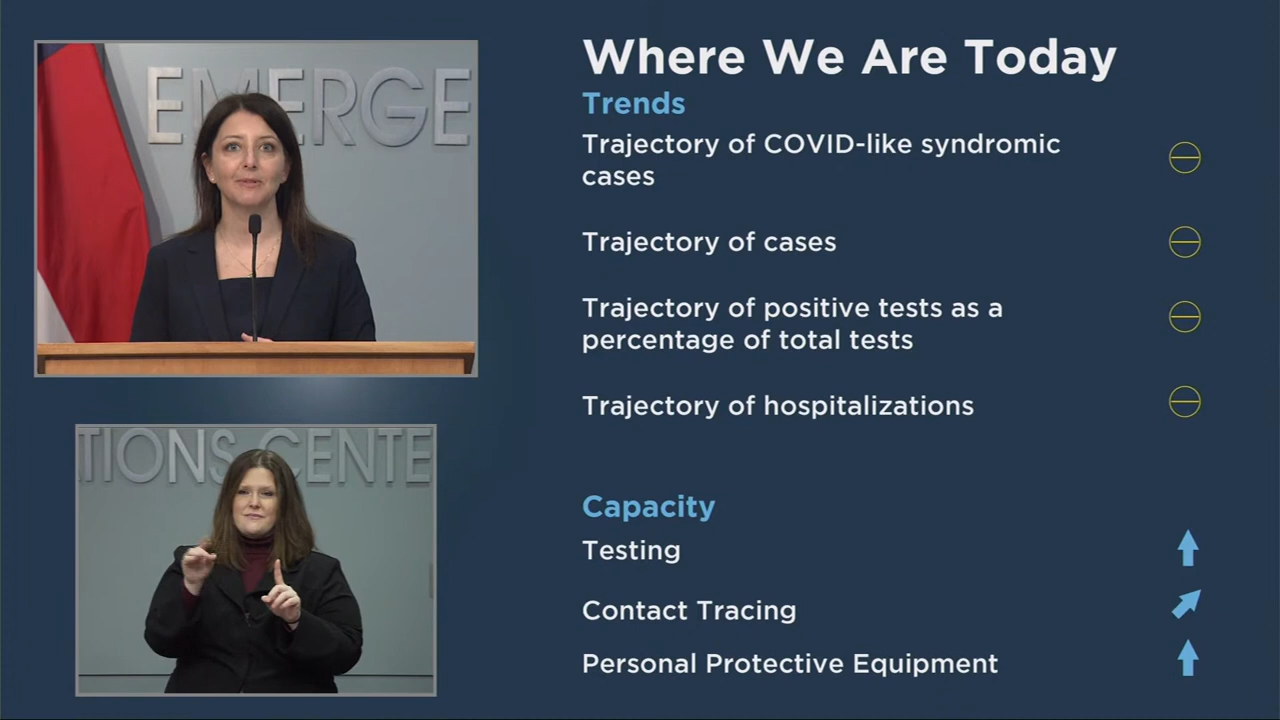 EMERGE
TIONS CENTE
Where We Are Today
Trends
Trajectory of COVID-like syndromic
cases
Trajectory of cases
Trajectory of positive tests as a
percentage of total tests
Trajectory of hospitalizations
Capacity
Testing
Contact Tracing
Personal Protective Equipment